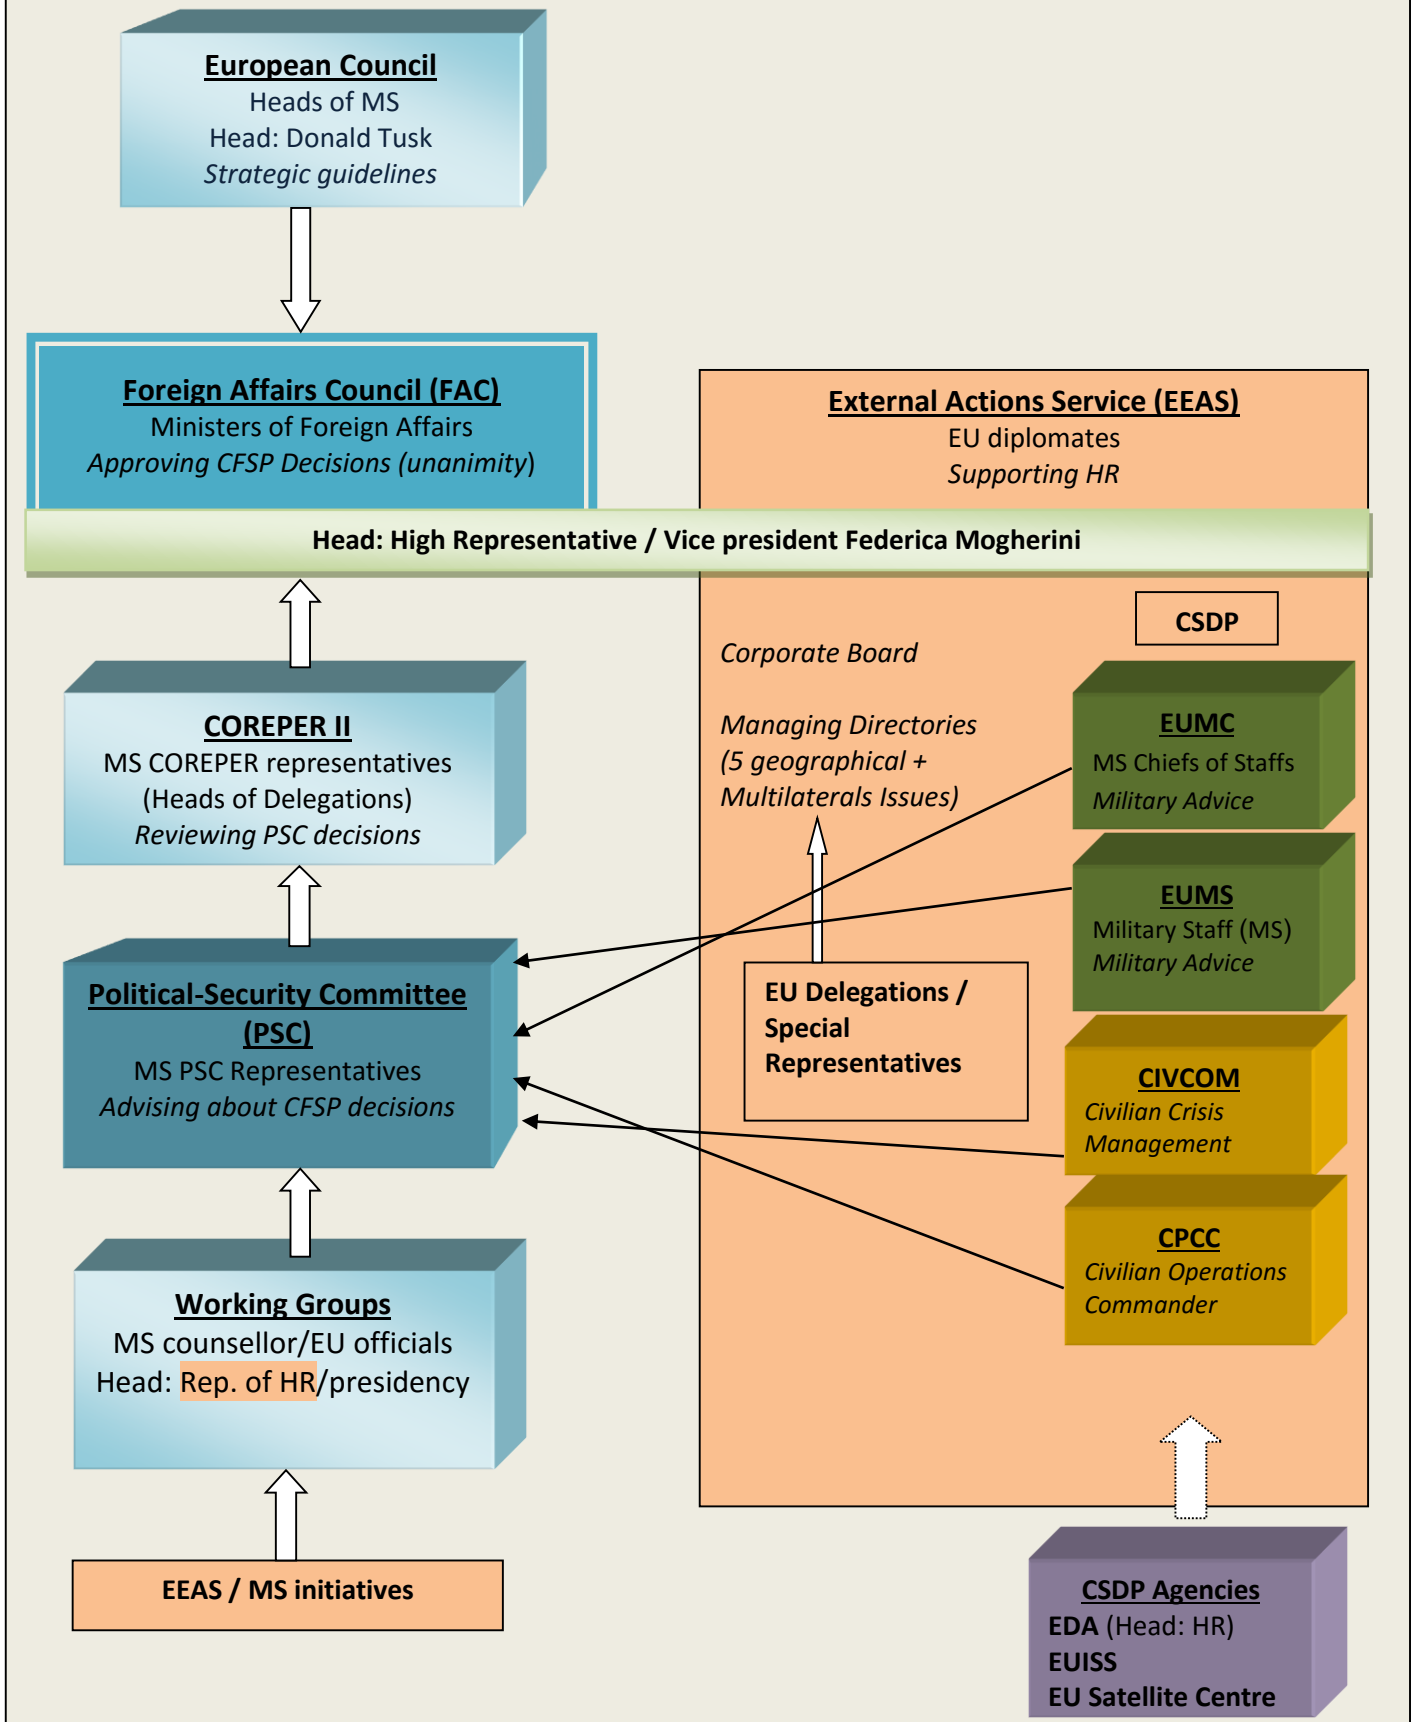 European Council
Heads of MS
Head: Donald Tusk
Strategic guidelines
Foreign Affairs Council (FAC)
Ministers of Foreign Affairs
Approving CFSP Decisions (unanimity)
External Actions Service (EEAS)
EU diplomates
Supporting HR
Head: High Representative / Vice president Federica Mogherini
COREPER II
MS COREPER representatives
(Heads of Delegations)
Reviewing PSC decisions
Political-Security Committee
(PSC)
MS PSC Representatives
Advising about CFSP decisions
Working Groups
MS counsellor/EU officials
Head: Rep. of HR/presidency
EEAS / MS initiatives
Corporate Board
Managing Directories
(5 geographical +
Multilaterals Issues)
EU Delegations /
Special
Representatives
CSDP
EUMC
MS Chiefs of Staffs
Military Advice
EUMS
Military Staff (MS)
Military Advice
CIVCOM
Civilian Crisis
Management
CPCC
Civilian Operations
Commander
CSDP Agencies
EDA (Head: HR)
EUISS
EU Satellite Centre